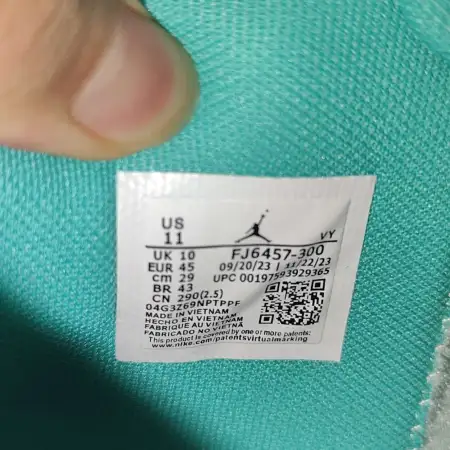 US
11
VY
UK 10
FJ6457-300
EUR 45
09/20/23 | 11/22/23
cm 29
UPC 00197593929365
BR 43
CN 290(2.5)
04G3Z69NPTPPF
MADE IN VIETNAM
HECHO EN VIETNAM
FABRIQUE AU VIETNAM
FABRICADO NO VIETNÃ
This product is covered by one or more patents:
www.nike.com/patentsvirtualmarking